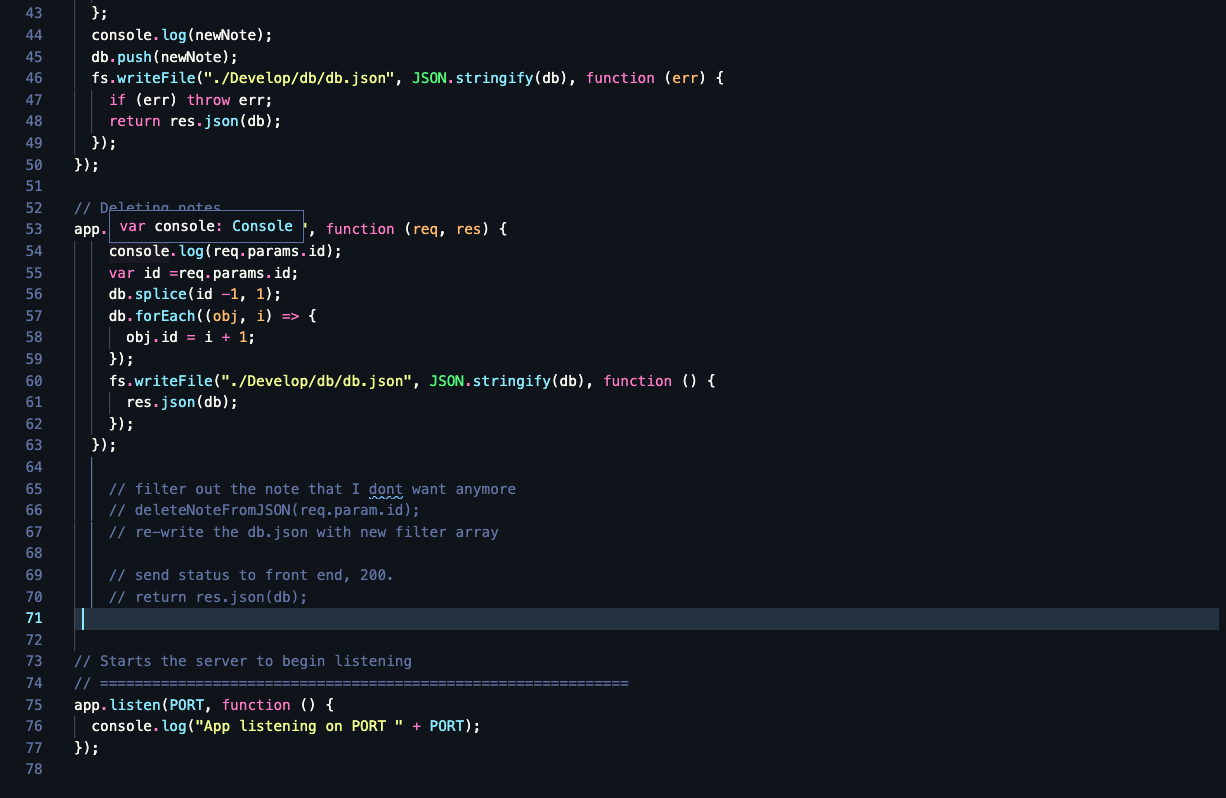 43 };
44 console.log(newNote);
45 db.push(newNote);
46 fs.writeFile("./Develop/db/db.json", JSON.stringify(db), function (err) {
47 if (err) throw err;
48 return res.json(db);
49 });
50 });
51
52 // Deleting notes
53 app. ", function (req, res) {
var console: Console
54 console.log(req.params.id);
55 var id =req.params.id;
56 db.splice(id -1, 1);
57 db.forEach((obj, i) => {
58 obj.id = i + 1;
59 });
60 fs.writeFile("./Develop/db/db.json", JSON.stringify(db), function () {
61 res.json(db);
62 });
63 });
64
65 // filter out the note that I dont want anymore
66 // deleteNoteFromJSON(req.param.id);
67 // re-write the db.json with new filter array
68
69 // send status to front end, 200.
70 // return res.json(db);
71
72
73 // Starts the server to begin listening
74 // =============================================================
75 app.listen(PORT, function () {
76 console.log("App listening on PORT " + PORT);
77 });
78